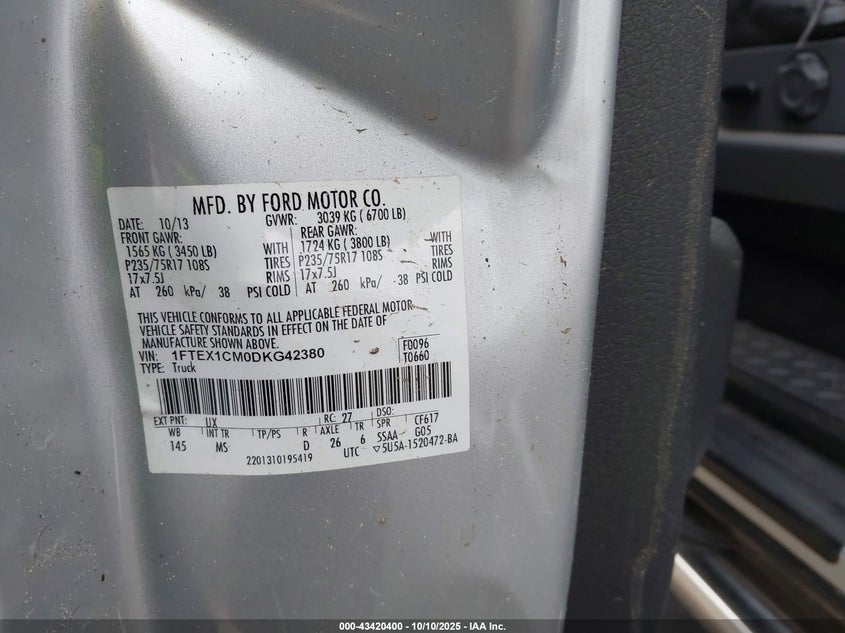 MFD. BY FORD MOTOR CO.
DATE: 10/13 GVWR: 3039 KG ( 6700 LB)
FRONT GAWR: REAR GAWR:
1565 KG ( 3450 LB) WITH 1724 KG ( 3800 LB) WITH
P235/75R17 108S TIRES P235/75R17 108S TIRES
17x7.5J RIMS 17x7.5J RIMS
AT 260 kPa/ 38 PSI COLD AT 260 kPa/ 38 PSI COLD
THIS VEHICLE CONFORMS TO ALL APPLICABLE FEDERAL MOTOR
VEHICLE SAFETY STANDARDS IN EFFECT ON THE DATE OF
MANUFACTURE SHOWN ABOVE.
VIN: 1FTEX1CM0DKG42380 F0096
TYPE: Truck T0660
EXT PNT: UX RC: 27 DSO:
WB INT TR TP/PS R AXLE TR SPR CF617
145 MS D 26 6 SSAA G05
2201310195419 UTC ▽5U5A-1520472-BA
000-43420400 - 10/10/2025 - IAA Inc.